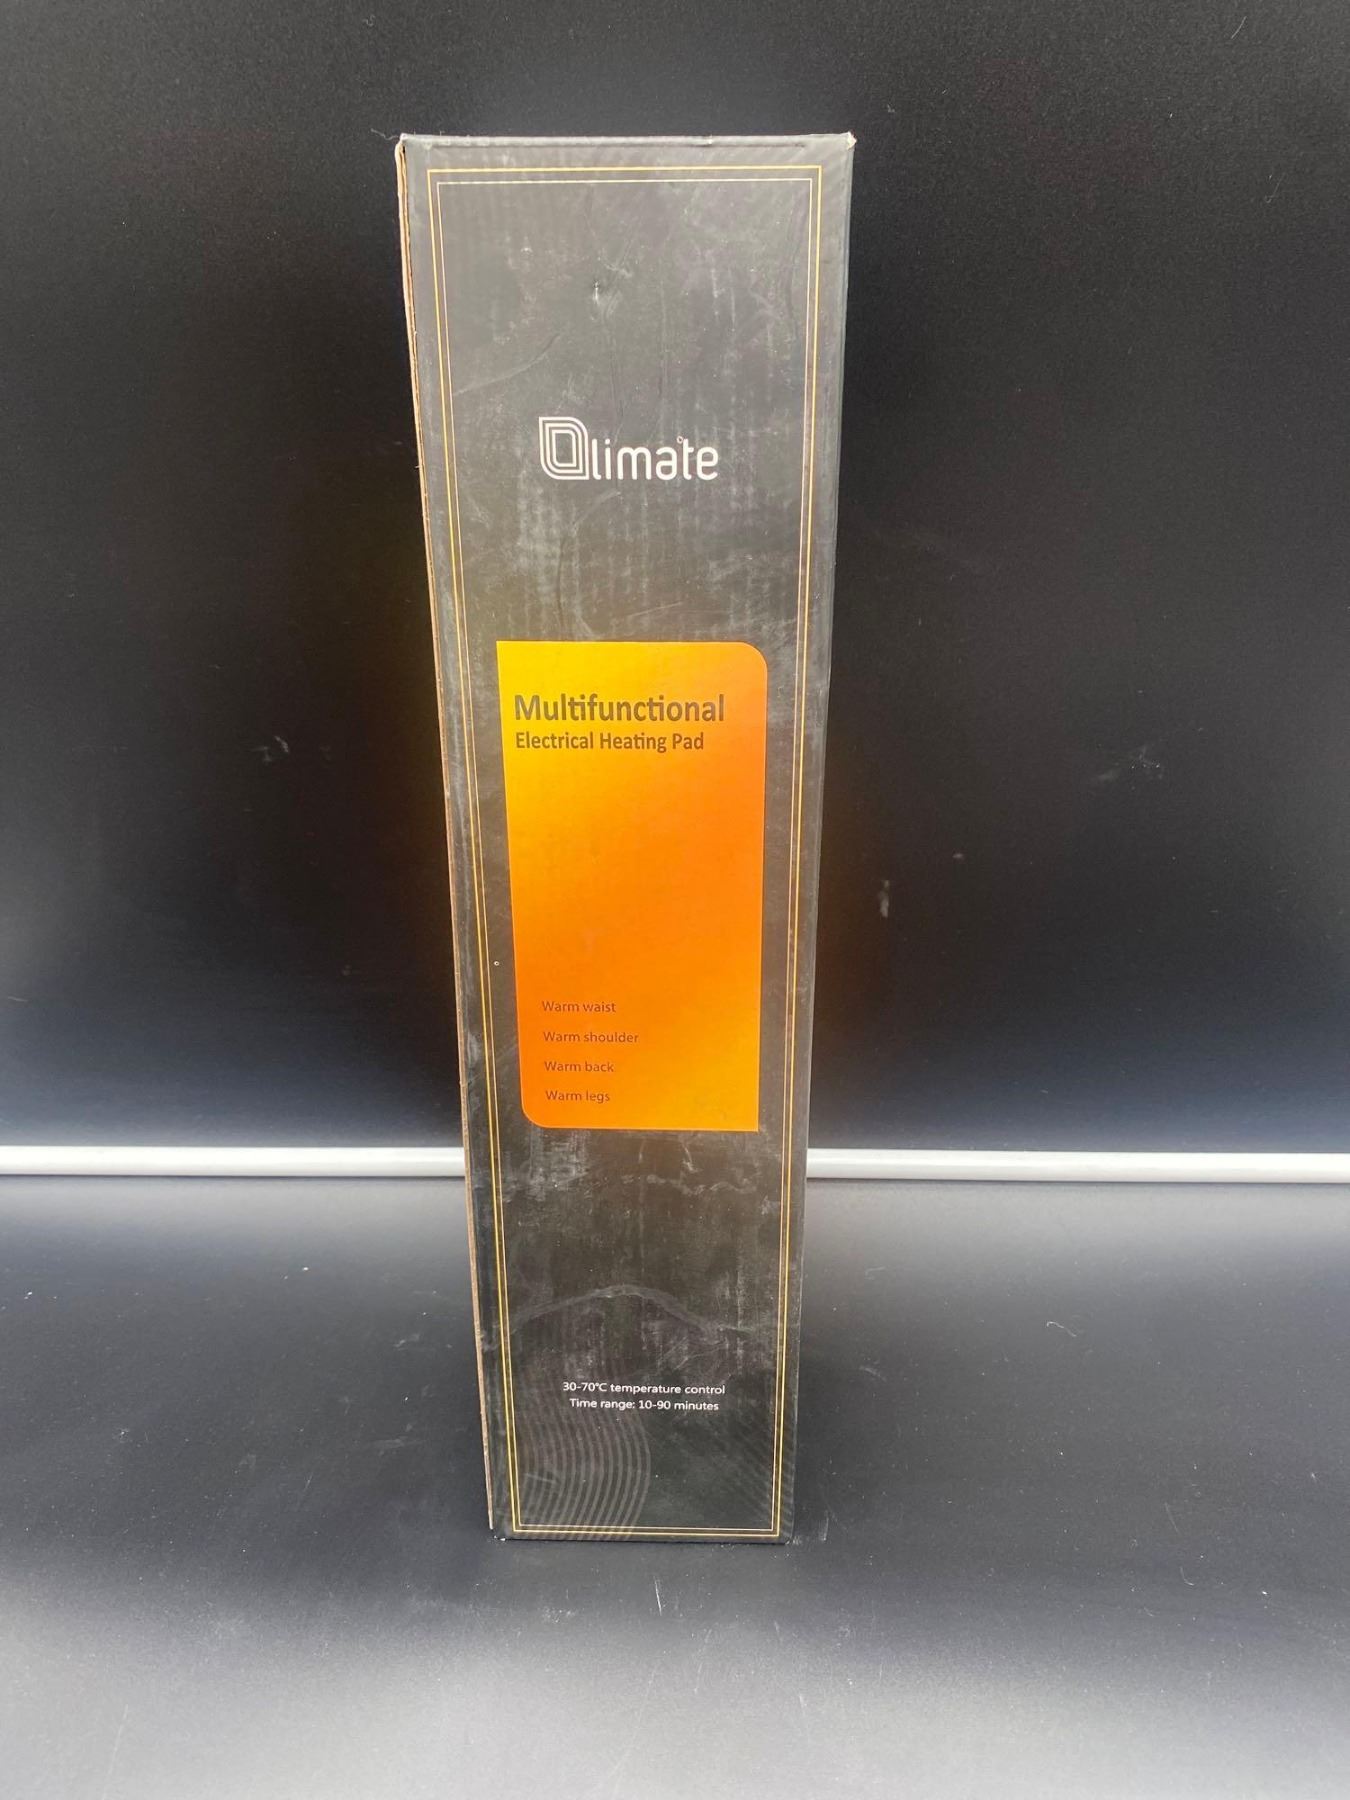 Olimate
Multifunctional
Electrical Heating Pad
Warm waist
Warm shoulder
Warm back
Warm legs
30-70°C temperature control
Time range: 10-90 minutes